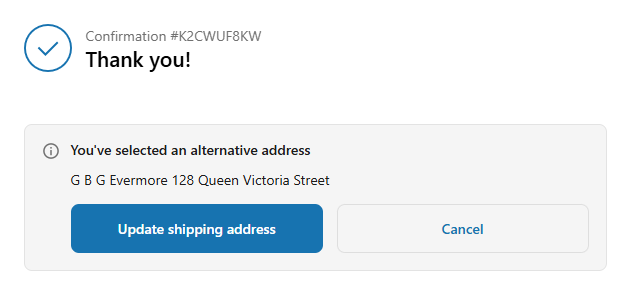 Confirmation #K2CWUF8KW
Thank you!
You've selected an alternative address
G B G Evermore 128 Queen Victoria Street
Update shipping address
Cancel